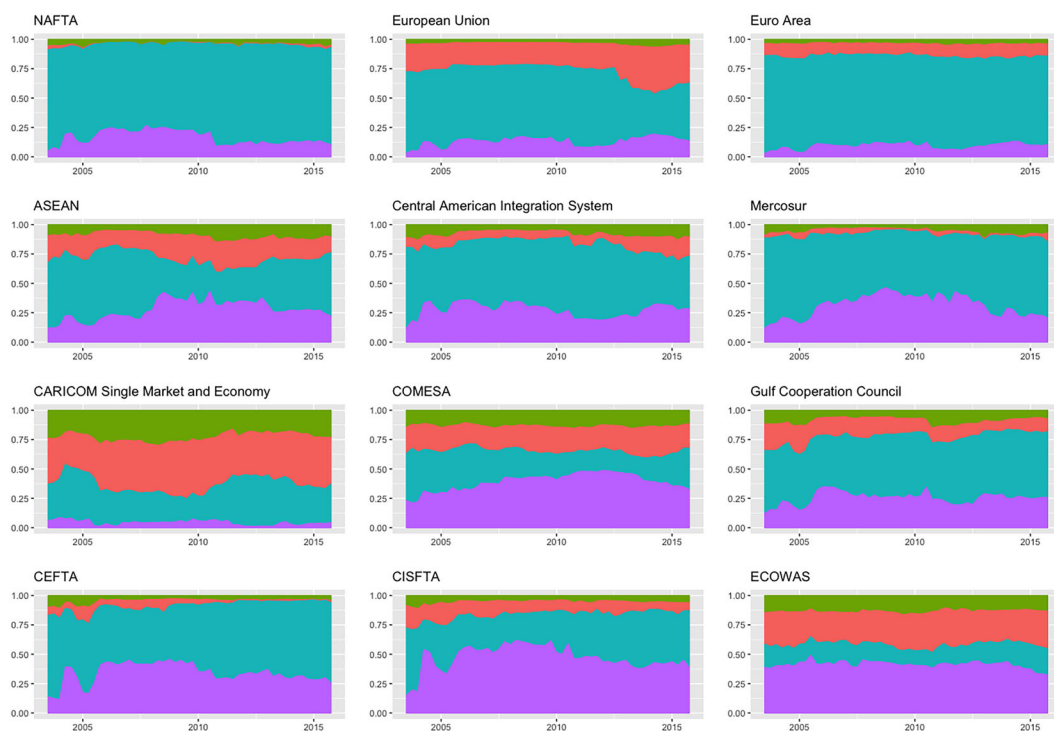 NAFTA
1.00
0.75
0.50
0.25
0.00
2005 2010 2015
European Union
1.00
0.75
0.50
0.25
0.00
2005 2010 2015
Euro Area
1.00
0.75
0.50
0.25
0.00
2005 2010 2015
ASEAN
1.00
0.75
0.50
0.25
0.00
2005 2010 2015
Central American Integration System
1.00
0.75
0.50
0.25
0.00
2005 2010 2015
Mercosur
1.00
0.75
0.50
0.25
0.00
2005 2010 2015
CARICOM Single Market and Economy
1.00
0.75
0.50
0.25
0.00
2005 2010 2015
COMESA
1.00
0.75
0.50
0.25
0.00
2005 2010 2015
Gulf Cooperation Council
1.00
0.75
0.50
0.25
0.00
2005 2010 2015
CEFTA
1.00
0.75
0.50
0.25
0.00
2005 2010 2015
CISFTA
1.00
0.75
0.50
0.25
0.00
2005 2010 2015
ECOWAS
1.00
0.75
0.50
0.25
0.00
2005 2010 2015